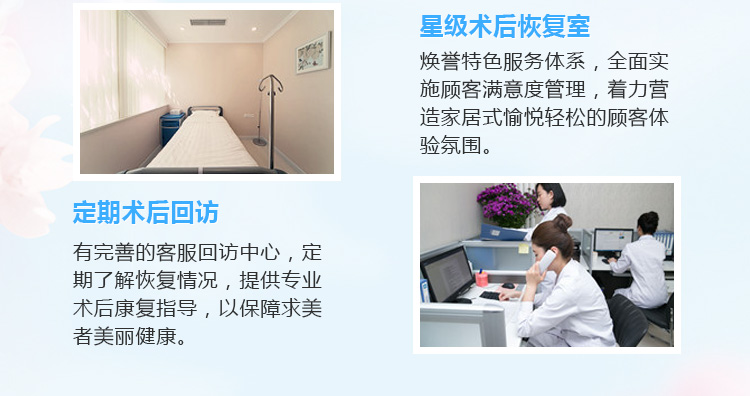 星级术后恢复室
焕誉特色服务体系，全面实
施顾客满意度管理，着力营
造家居式愉悦轻松的顾客体
验氛围。
定期术后回访
有完善的客服回访中心，定
期了解恢复情况，提供专业
术后康复指导，以保障求美
者美丽健康。